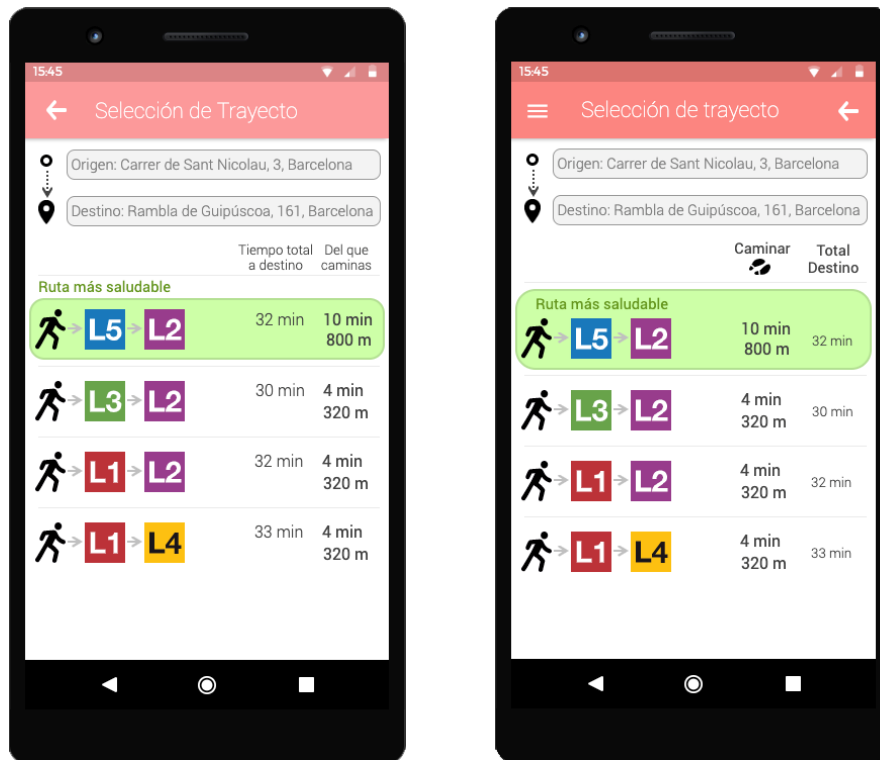 15:45
Selección de Trayecto
Origen: Carrer de Sant Nicolau, 3, Barcelona
Destino: Rambla de Guipúscoa, 161, Barcelona
Tiempo total Del que
a destino caminas
Ruta más saludable
L5 L2 32 min 10 min
800 m
L3 L2 30 min 4 min
320 m
L1 L2 32 min 4 min
320 m
L1 L4 33 min 4 min
320 m
15:45
Selección de trayecto
Origen: Carrer de Sant Nicolau, 3, Barcelona
Destino: Rambla de Guipúscoa, 161, Barcelona
Caminar Total
Destino
Ruta más saludable
L5 L2 10 min
800 m 32 min
L3 L2 4 min
320 m 30 min
L1 L2 4 min
320 m 32 min
L1 L4 4 min
320 m 33 min